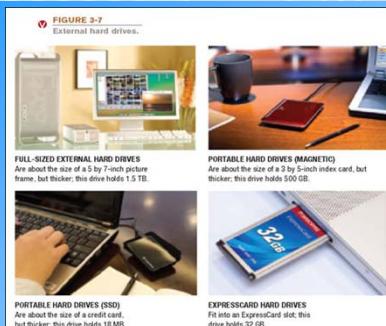 FIGURE 3-7
External hard drives.
FULL-SIZED EXTERNAL HARD DRIVES
Are about the size of a 5 by 7-inch picture
frame, but thicker; this drive holds 1.5 TB.
PORTABLE HARD DRIVES (MAGNETIC)
Are about the size of a 3 by 5-inch index card, but
thicker; this drive holds 500 GB.
Transcend
ExpressCard
32GB
PORTABLE HARD DRIVES (SSD)
Are about the size of a credit card,
but thicker; this drive holds 18 MB.
EXPRESSCARD HARD DRIVES
Fit into an ExpressCard slot; this
drive holds 32 GB.